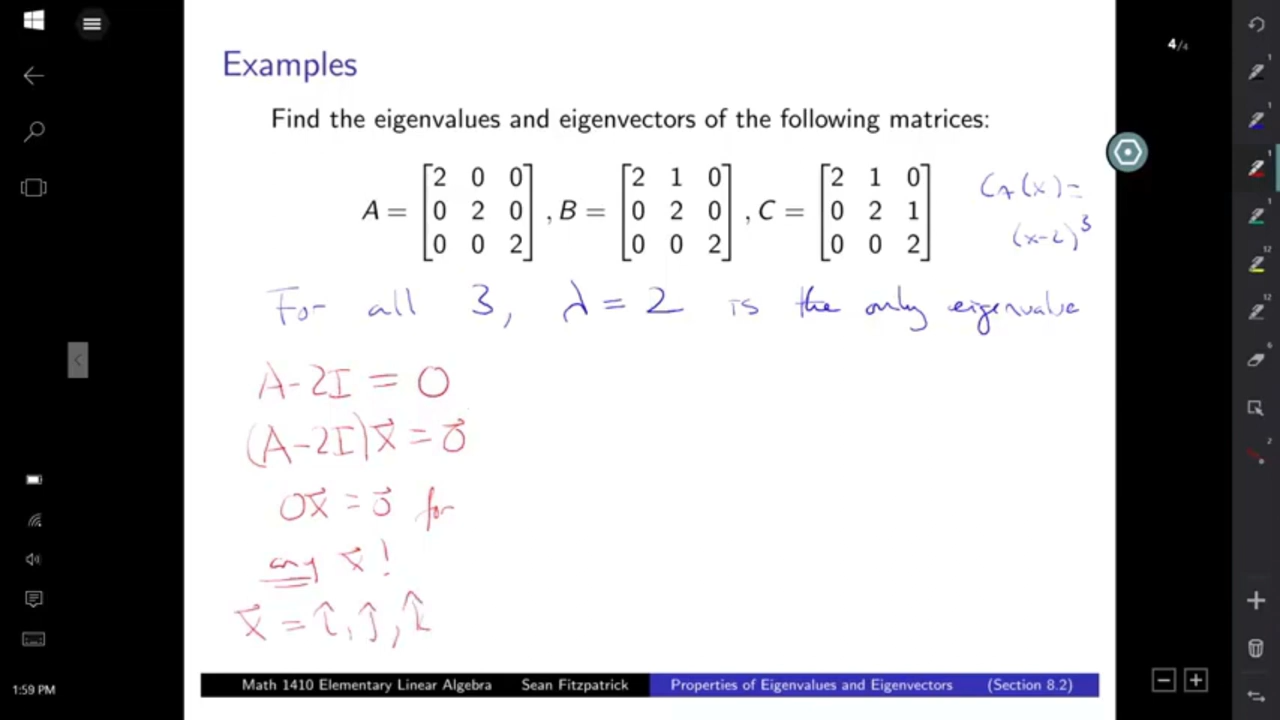 4/4
Examples
Find the eigenvalues and eigenvectors of the following matrices:
A = [2 0 0; 0 2 0; 0 0 2], B = [2 1 0; 0 2 0; 0 0 2], C = [2 1 0; 0 2 1; 0 0 2]
C_A(x) =
(x-2)^3
For all 3, λ = 2 is the only eigenvalue
A - 2I = 0
(A - 2I)x⃗ = 0⃗
0x⃗ = 0⃗ for
any x⃗ !
x⃗ = î, ĵ, k̂
Math 1410 Elementary Linear Algebra Sean Fitzpatrick Properties of Eigenvalues and Eigenvectors (Section 8.2)
1:59 PM